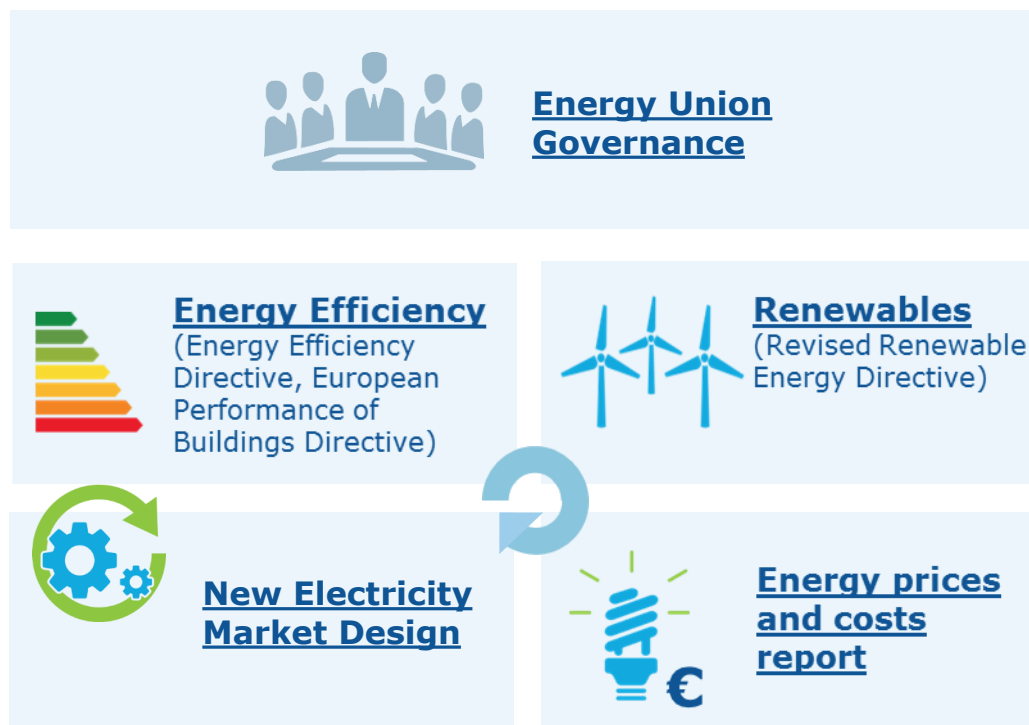 Energy Union
Governance
Energy Efficiency
(Energy Efficiency
Directive, European
Performance of
Buildings Directive)
Renewables
(Revised Renewable
Energy Directive)
New Electricity
Market Design
Energy prices
and costs
report
€